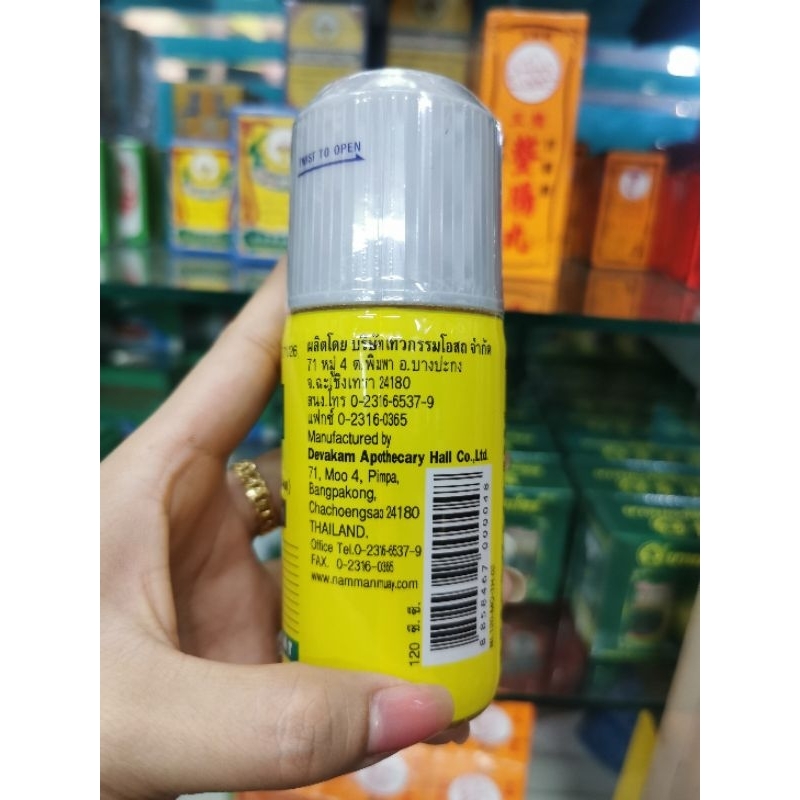 TWIST TO OPEN
ผลิตโดย บริษัทเทวกรรมโอสถ จำกัด
71 หมู่ 4 ต.พิมพา อ.บางปะกง
จ.ฉะเชิงเทรา 24180
สนง.โทร 0-2316-6537-9
แฟกซ์ 0-2316-0365
Manufactured by
Devakam Apothecary Hall Co.,Ltd.
71, Moo 4, Pimpa,
Bangpakong,
Chachoengsao 24180
THAILAND.
Office Tel.0-2316-6537-9
FAX. 0-2316-0365
www.nammanmuay.com
120 ซี.ซี.
8 858467 000048